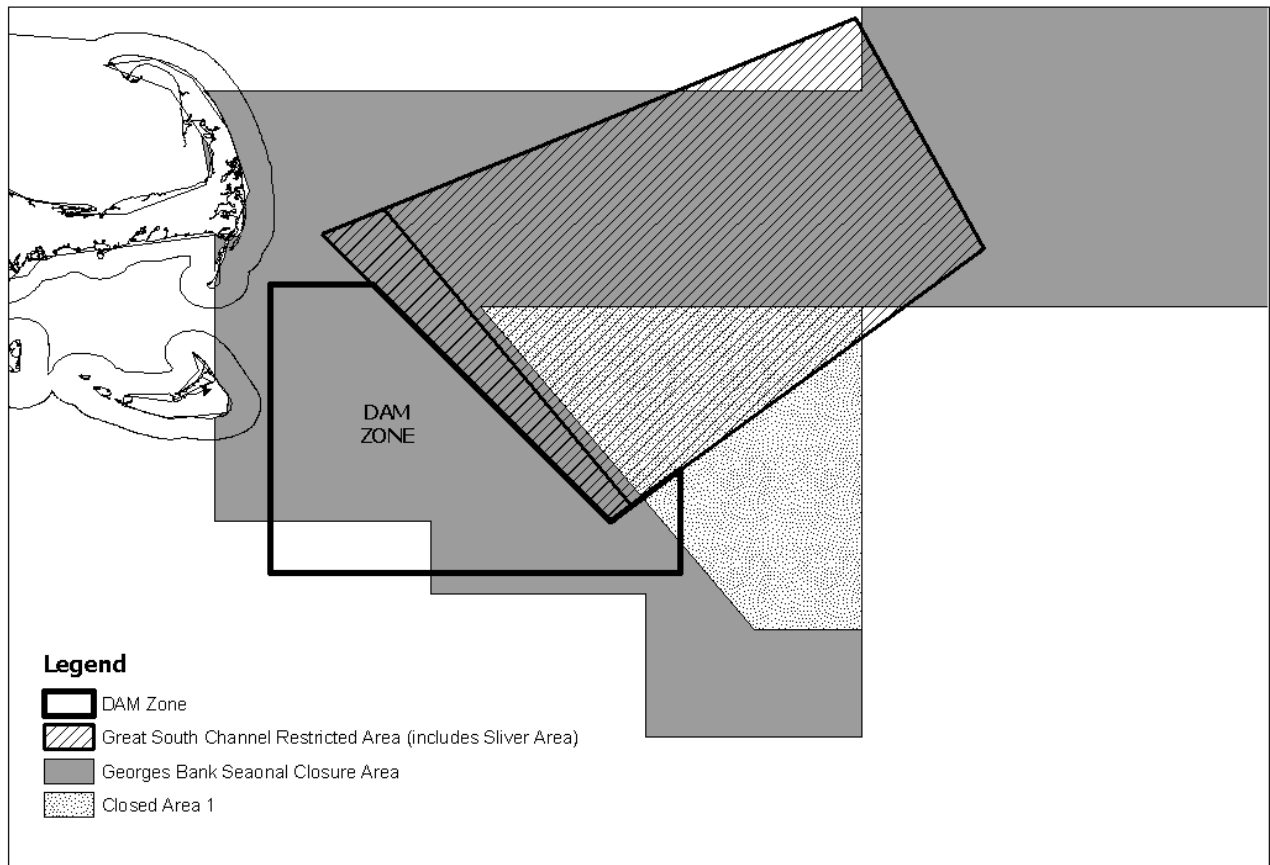 DAM
ZONE
Legend
DAM Zone
Great South Channel Restricted Area (includes Sliver Area)
Georges Bank Seaonal Closure Area
Closed Area 1